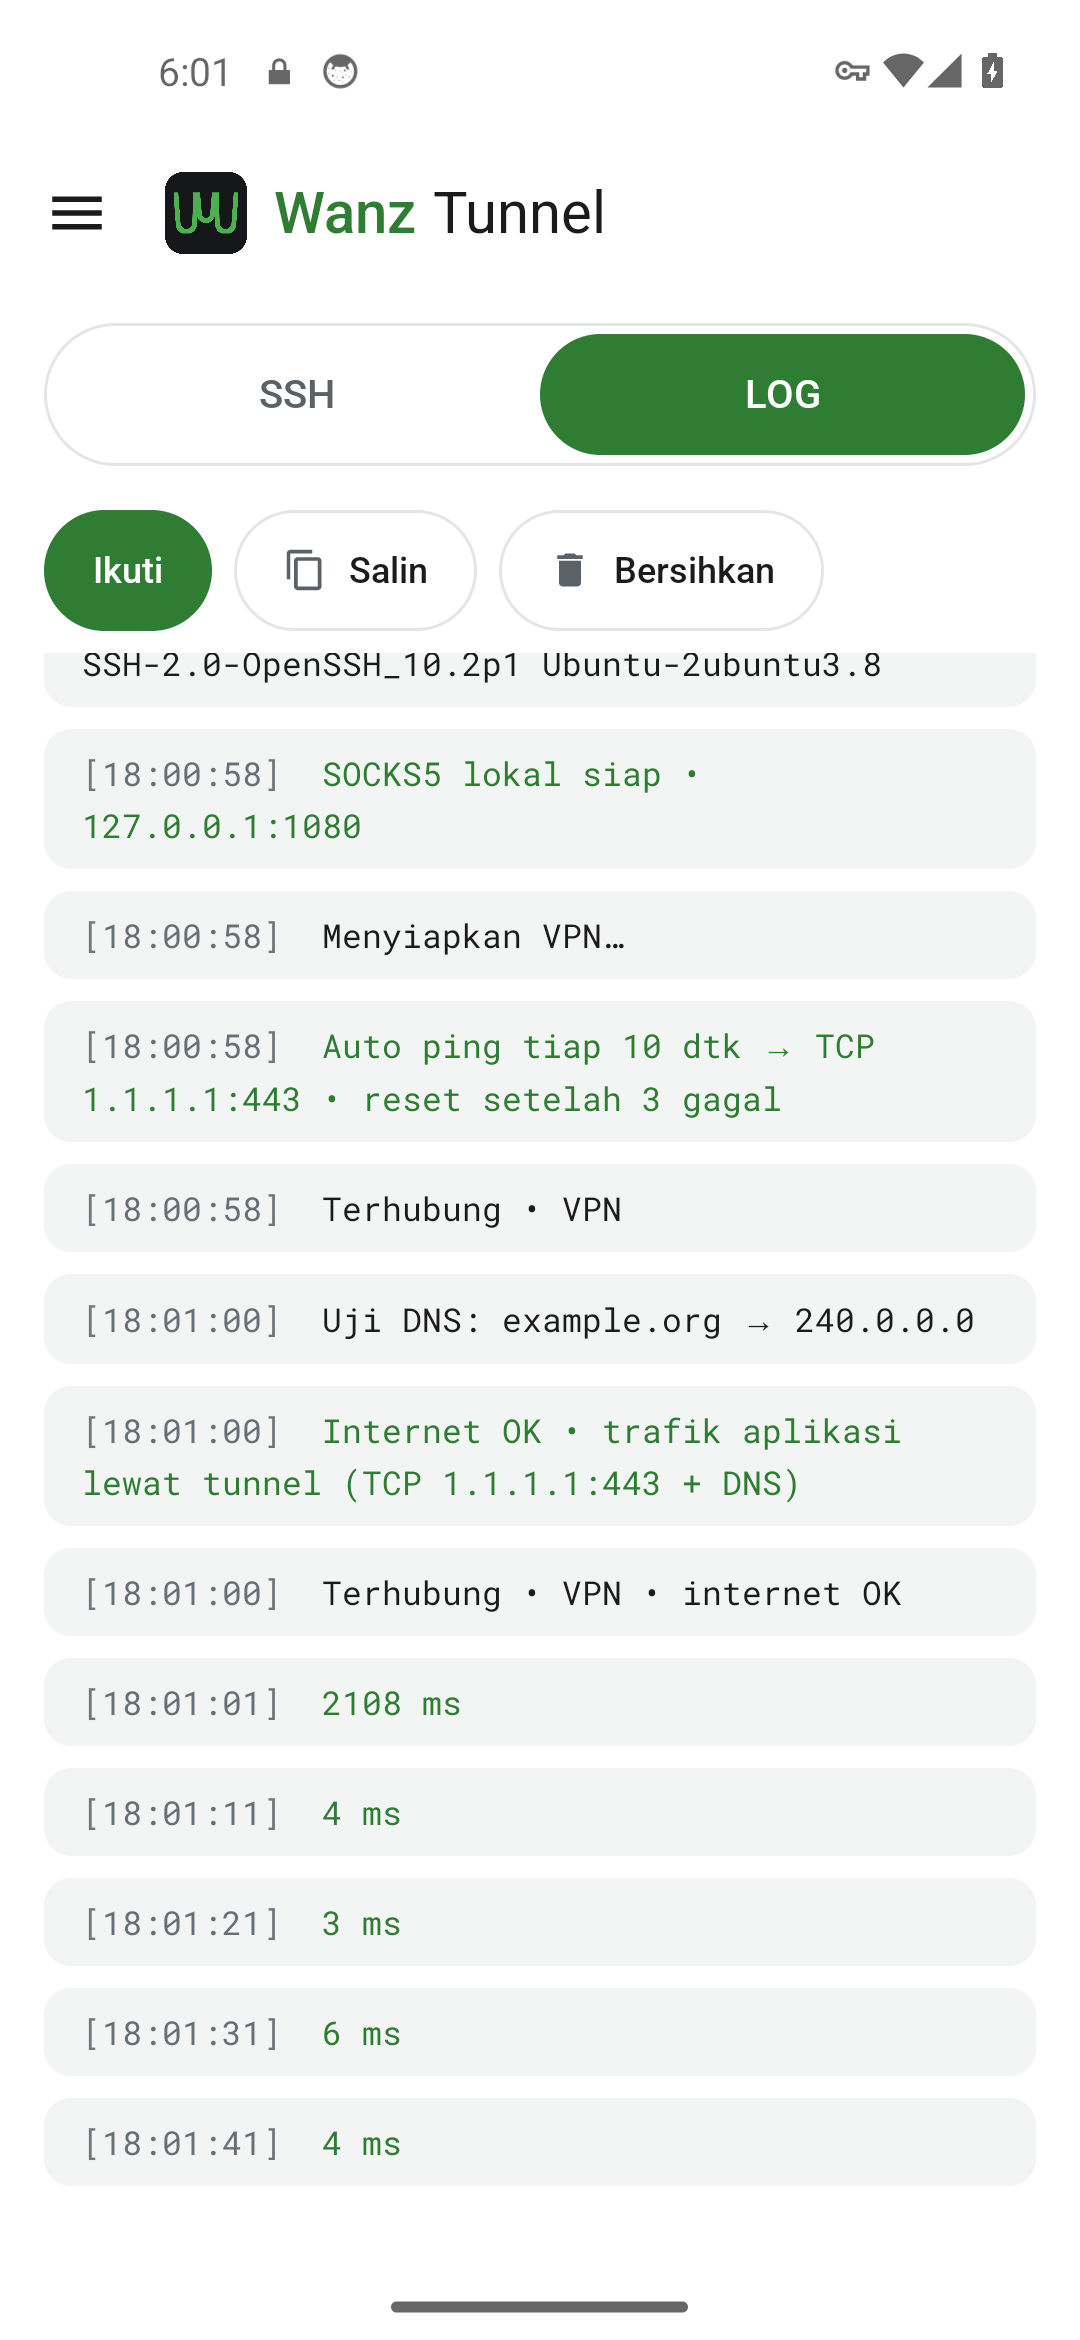 6:01
Wanz Tunnel
SSH
LOG
Ikuti
Salin
Bersihkan
SSH-2.0-OpenSSH_10.2p1 Ubuntu-2ubuntu3.8
[18:00:58] SOCKS5 lokal siap •
127.0.0.1:1080
[18:00:58] Menyiapkan VPN…
[18:00:58] Auto ping tiap 10 dtk → TCP
1.1.1.1:443 • reset setelah 3 gagal
[18:00:58] Terhubung • VPN
[18:01:00] Uji DNS: example.org → 240.0.0.0
[18:01:00] Internet OK • trafik aplikasi
lewat tunnel (TCP 1.1.1.1:443 + DNS)
[18:01:00] Terhubung • VPN • internet OK
[18:01:01] 2108 ms
[18:01:11] 4 ms
[18:01:21] 3 ms
[18:01:31] 6 ms
[18:01:41] 4 ms